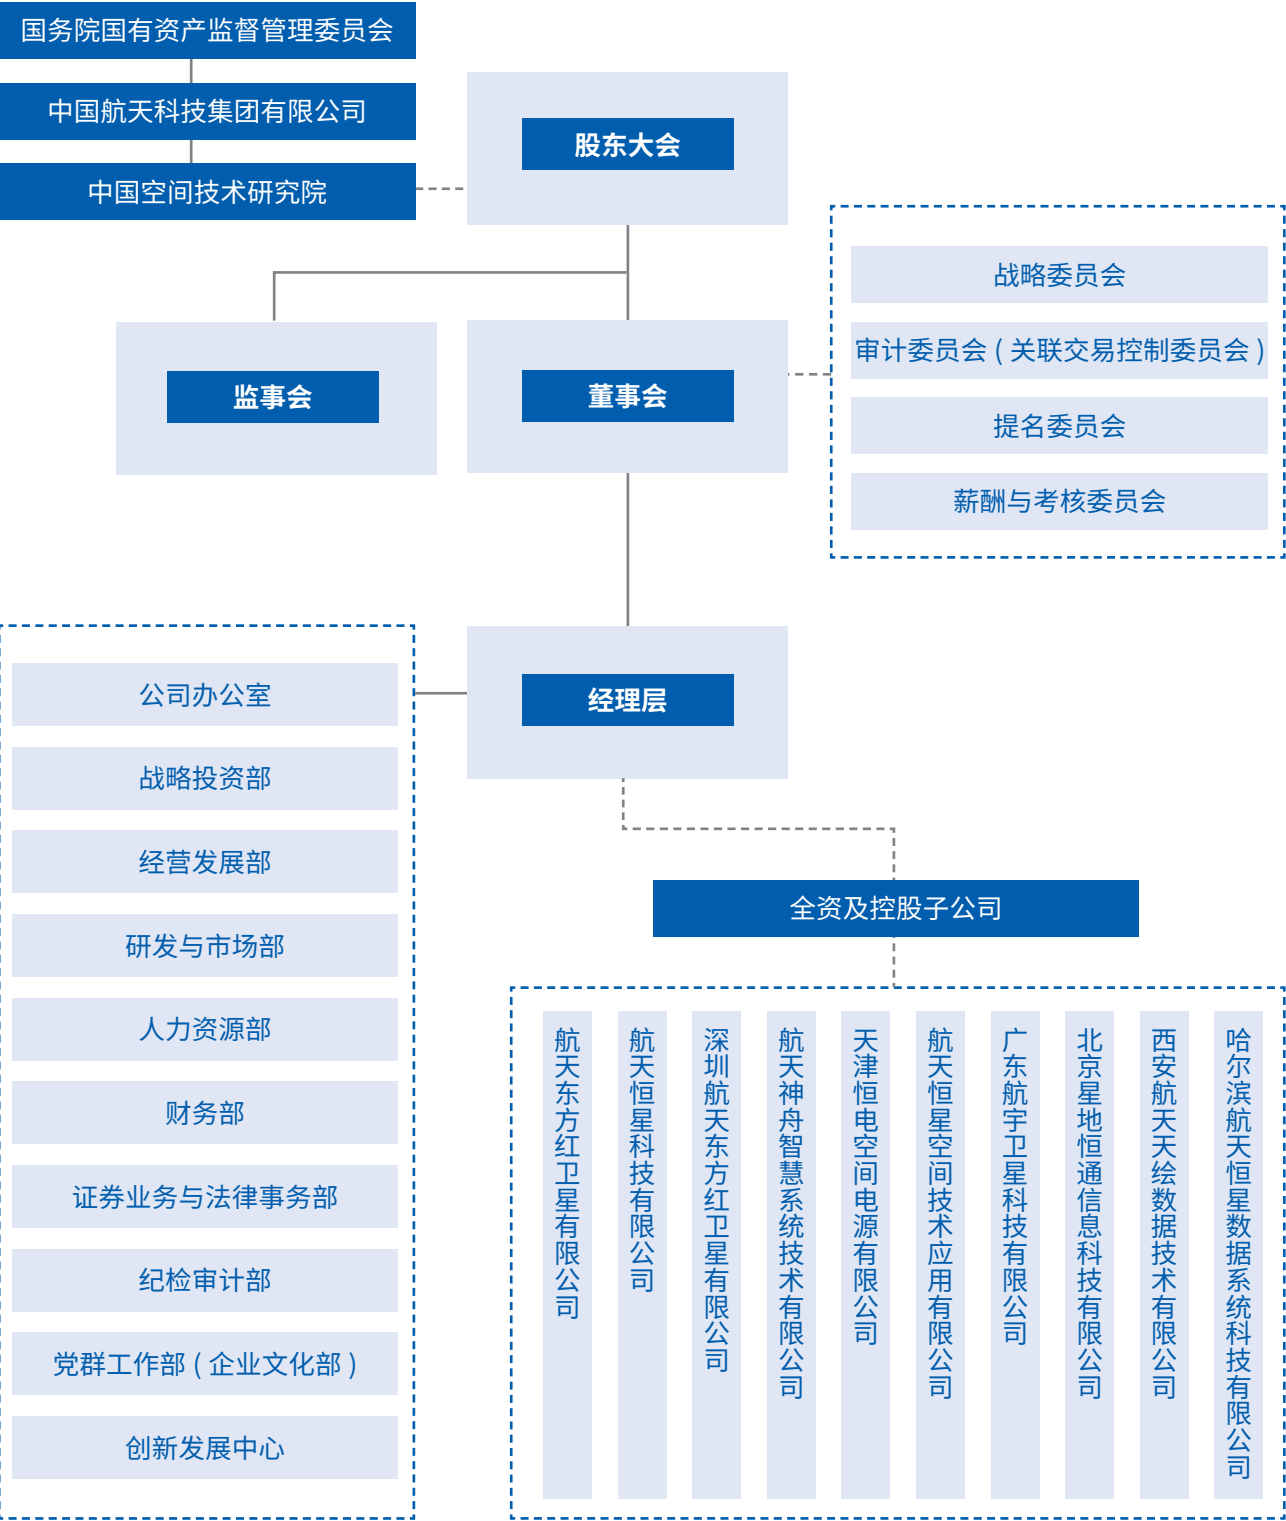 国务院国有资产监督管理委员会
中国航天科技集团有限公司
中国空间技术研究院
股东大会
监事会
董事会
战略委员会
审计委员会 ( 关联交易控制委员会 )
提名委员会
薪酬与考核委员会
经理层
公司办公室
战略投资部
经营发展部
研发与市场部
人力资源部
财务部
证券业务与法律事务部
纪检审计部
党群工作部 ( 企业文化部 )
创新发展中心
全资及控股子公司
航天东方红卫星有限公司
航天恒星科技有限公司
深圳航天东方红卫星有限公司
航天神舟智慧系统技术有限公司
天津恒电空间电源有限公司
航天恒星空间技术应用有限公司
广东航宇卫星科技有限公司
北京星地恒通信息科技有限公司
西安航天天绘数据技术有限公司
哈尔滨航天恒星数据系统科技有限公司